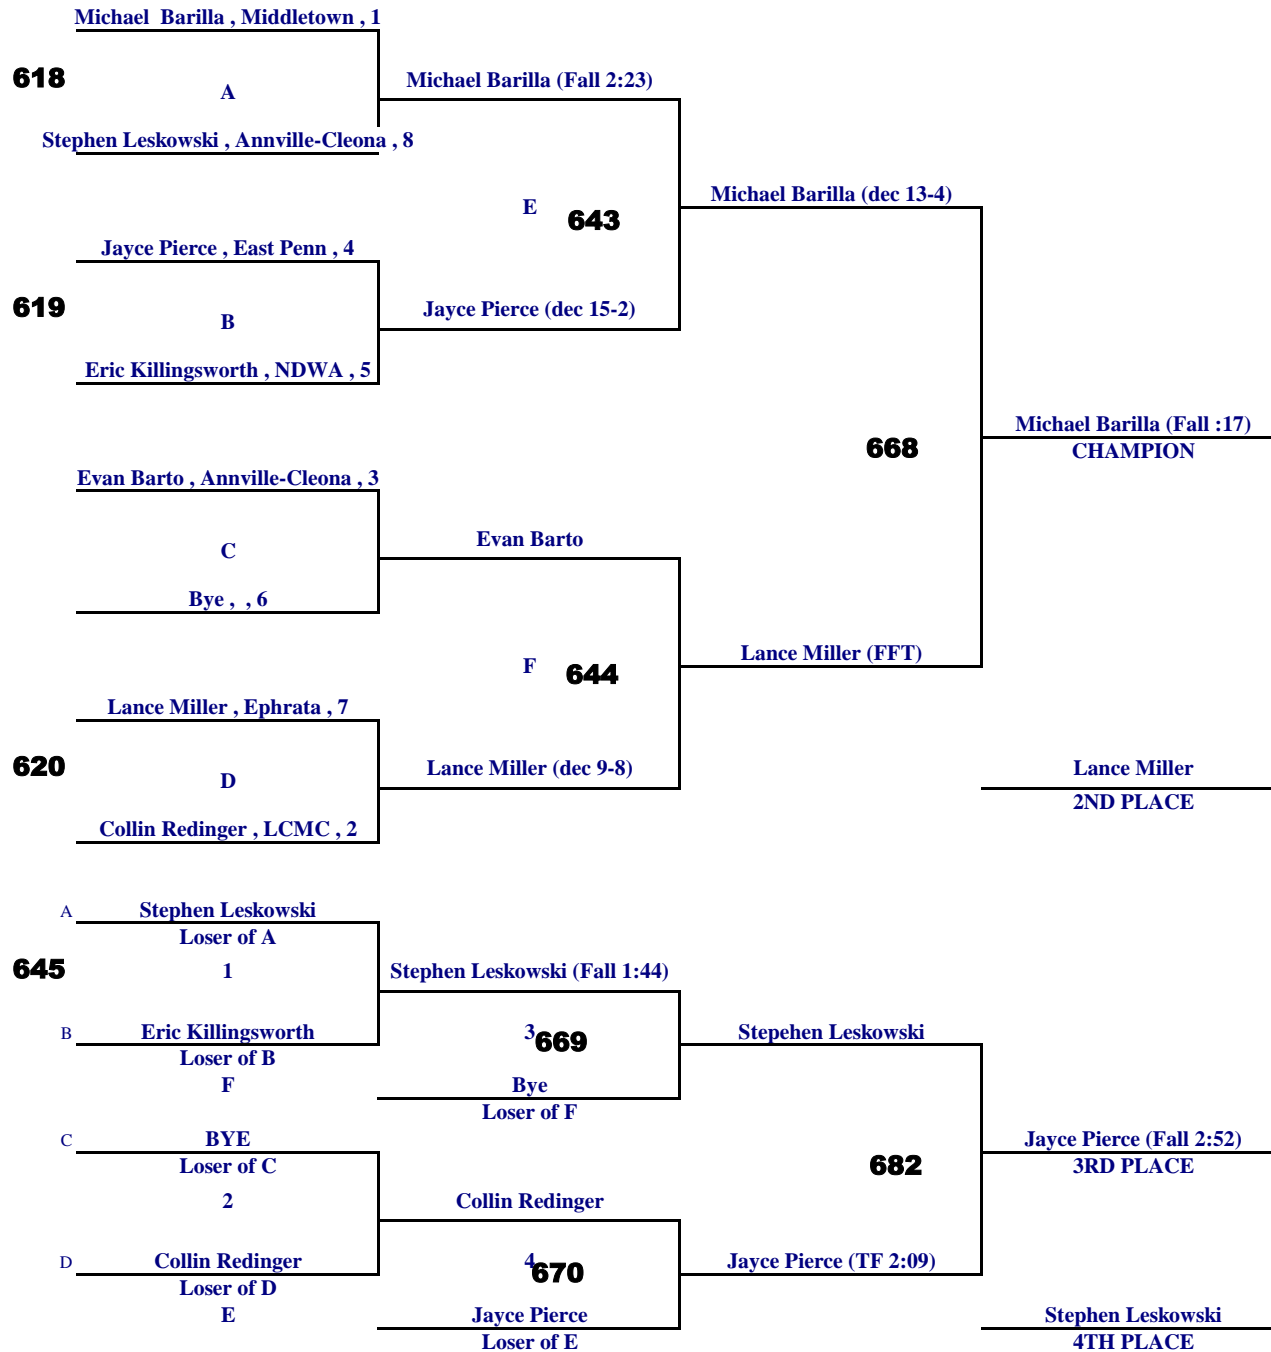 Michael Barilla , Middletown , 1
618
A
Michael Barilla (Fall 2:23)
Stephen Leskowski , Annville-Cleona , 8
E
643
Michael Barilla (dec 13-4)
Jayce Pierce , East Penn , 4
619
B
Jayce Pierce (dec 15-2)
Eric Killingsworth , NDWA , 5
668
Michael Barilla (Fall :17)
CHAMPION
Evan Barto , Annville-Cleona , 3
C
Evan Barto
Bye , , 6
F
644
Lance Miller (FFT)
Lance Miller , Ephrata , 7
620
D
Lance Miller (dec 9-8)
Lance Miller
2ND PLACE
Collin Redinger , LCMC , 2
A
Stephen Leskowski
Loser of A
645
1
Stephen Leskowski (Fall 1:44)
B
Eric Killingsworth
Loser of B
3
669
Stepehen Leskowski
F
Bye
Loser of F
C
BYE
Loser of C
682
Jayce Pierce (Fall 2:52)
3RD PLACE
2
Collin Redinger
D
Collin Redinger
Loser of D
4
670
Jayce Pierce (TF 2:09)
E
Jayce Pierce
Loser of E
Stephen Leskowski
4TH PLACE